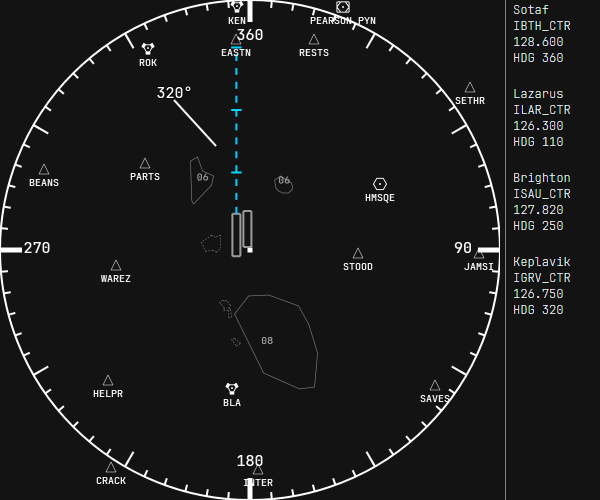 KEN
PEARSON PYN
360
EASTN
RESTS
ROK
320°
SETHR
06
06
PARTS
BEANS
HMSQE
270
90
STOOD
JAMSI
WAREZ
08
HELPR
BLA
SAVES
180
CRACK
INTER
Sotaf
IBTH_CTR
128.600
HDG 360
Lazarus
ILAR_CTR
126.300
HDG 110
Brighton
ISAU_CTR
127.820
HDG 250
Keplavik
IGRV_CTR
126.750
HDG 320